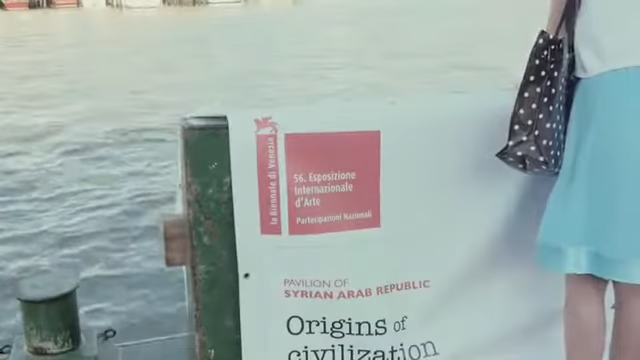 la Biennale di Venezia
56. Esposizione
Internazionale
d'Arte
Partecipazioni Nazionali
PAVILION OF
SYRIAN ARAB REPUBLIC
Origins of
civilization